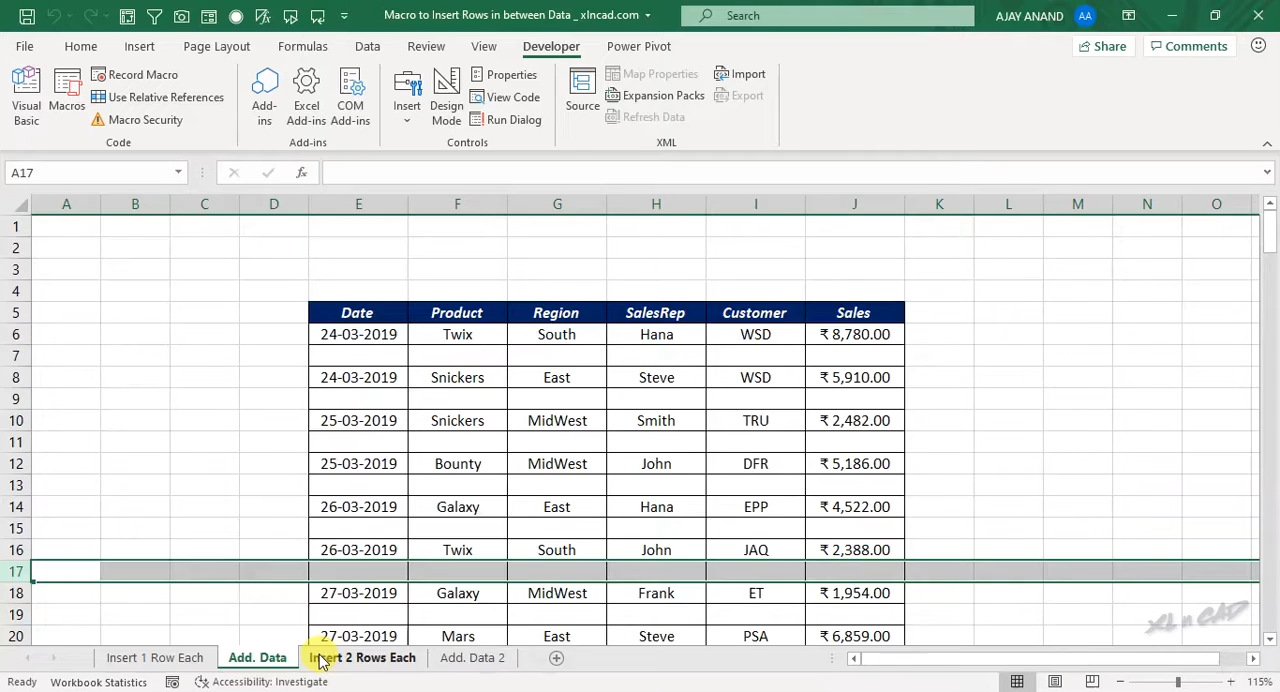 Macro to Insert Rows in between Data _ xlncad.com
Search
AJAY ANAND
AA
File Home Insert Page Layout Formulas Data Review View Developer Power Pivot
Share Comments
Visual Basic
Macros
Record Macro
Use Relative References
Macro Security
Code
Add-ins
Excel Add-ins
COM Add-ins
Add-ins
Insert
Design Mode
Properties
View Code
Run Dialog
Controls
Source
Map Properties
Expansion Packs
Refresh Data
Import
Export
XML
A17
fx
A B C D E F G H I J K L M N O
1
2
3
4
5 Date Product Region SalesRep Customer Sales
6 24-03-2019 Twix South Hana WSD ₹ 8,780.00
7
8 24-03-2019 Snickers East Steve WSD ₹ 5,910.00
9
10 25-03-2019 Snickers MidWest Smith TRU ₹ 2,482.00
11
12 25-03-2019 Bounty MidWest John DFR ₹ 5,186.00
13
14 26-03-2019 Galaxy East Hana EPP ₹ 4,522.00
15
16 26-03-2019 Twix South John JAQ ₹ 2,388.00
17
18 27-03-2019 Galaxy MidWest Frank ET ₹ 1,954.00
19
20 27-03-2019 Mars East Steve PSA ₹ 6,859.00
XL n CAD
Insert 1 Row Each Add. Data Insert 2 Rows Each Add. Data 2
Ready Workbook Statistics Accessibility: Investigate 115%